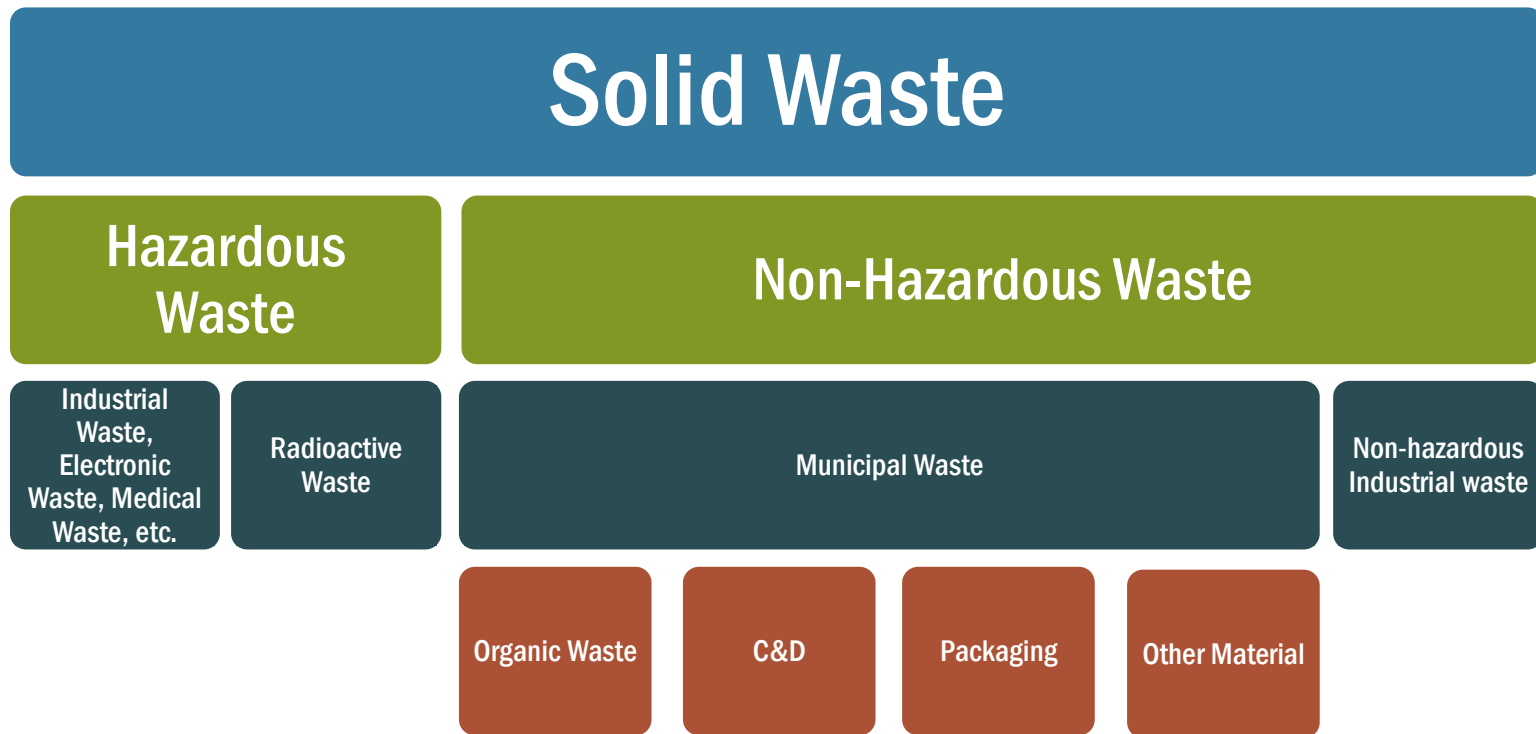 Solid Waste
Hazardous
Waste
Non-Hazardous Waste
Industrial
Waste,
Electronic
Waste, Medical
Waste, etc.
Radioactive
Waste
Municipal Waste
Non-hazardous
Industrial waste
Organic Waste
C&D
Packaging
Other Material